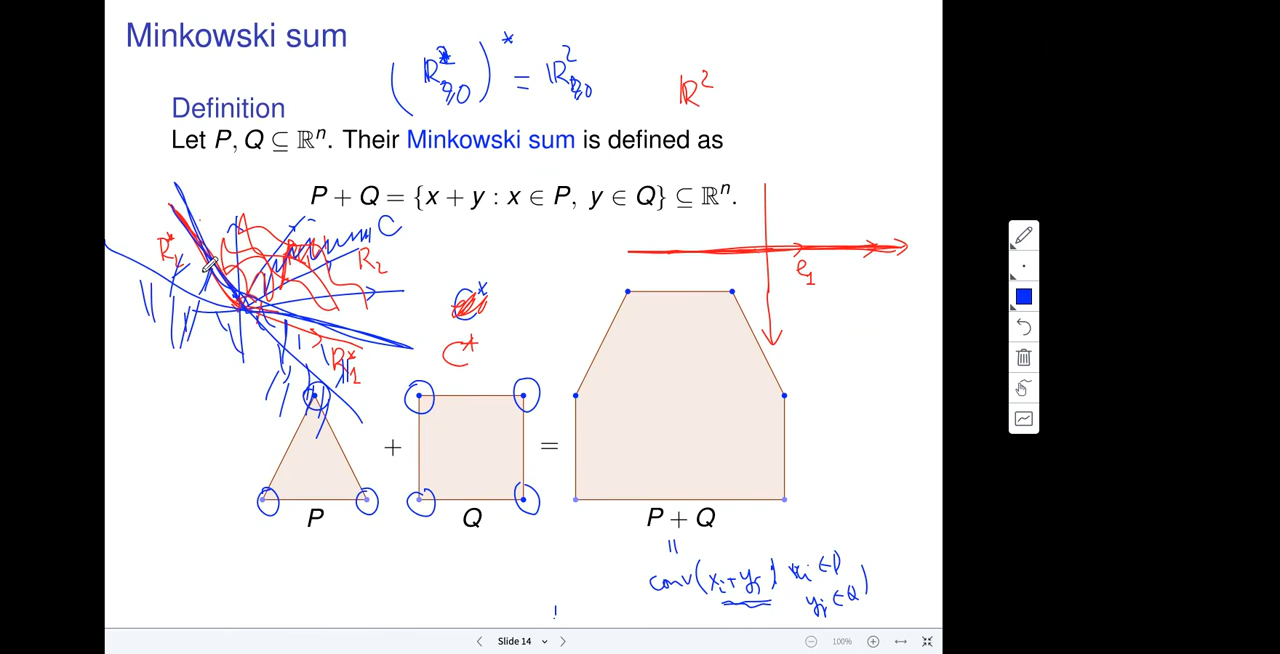 Minkowski sum
(ℝ²≥0)* = ℝ²≥0
ℝ²
Definition
Let P, Q ⊆ ℝⁿ. Their Minkowski sum is defined as
P + Q = {x + y : x ∈ P, y ∈ Q} ⊆ ℝⁿ.
C
R₂
e₁
C*
R₁*
+
=
P
Q
P + Q
=
conv(xᵢ+yⱼ) xᵢ ∈ P
yⱼ ∈ Q)
Slide 14
100%